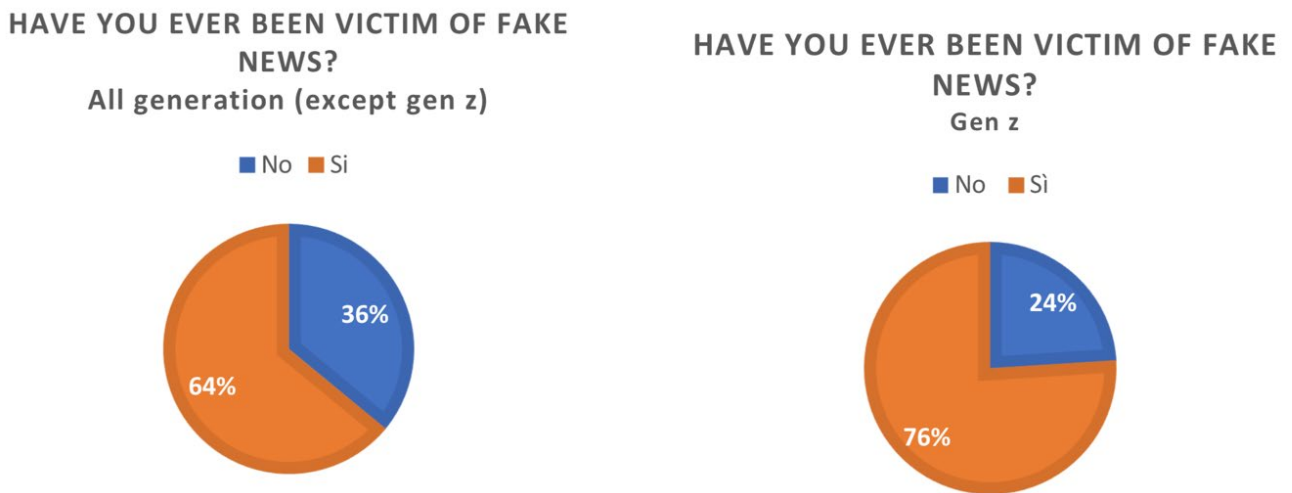 HAVE YOU EVER BEEN VICTIM OF FAKE
NEWS?
All generation (except gen z)
No Si
36%
64%
HAVE YOU EVER BEEN VICTIM OF FAKE
NEWS?
Gen z
No Sì
24%
76%